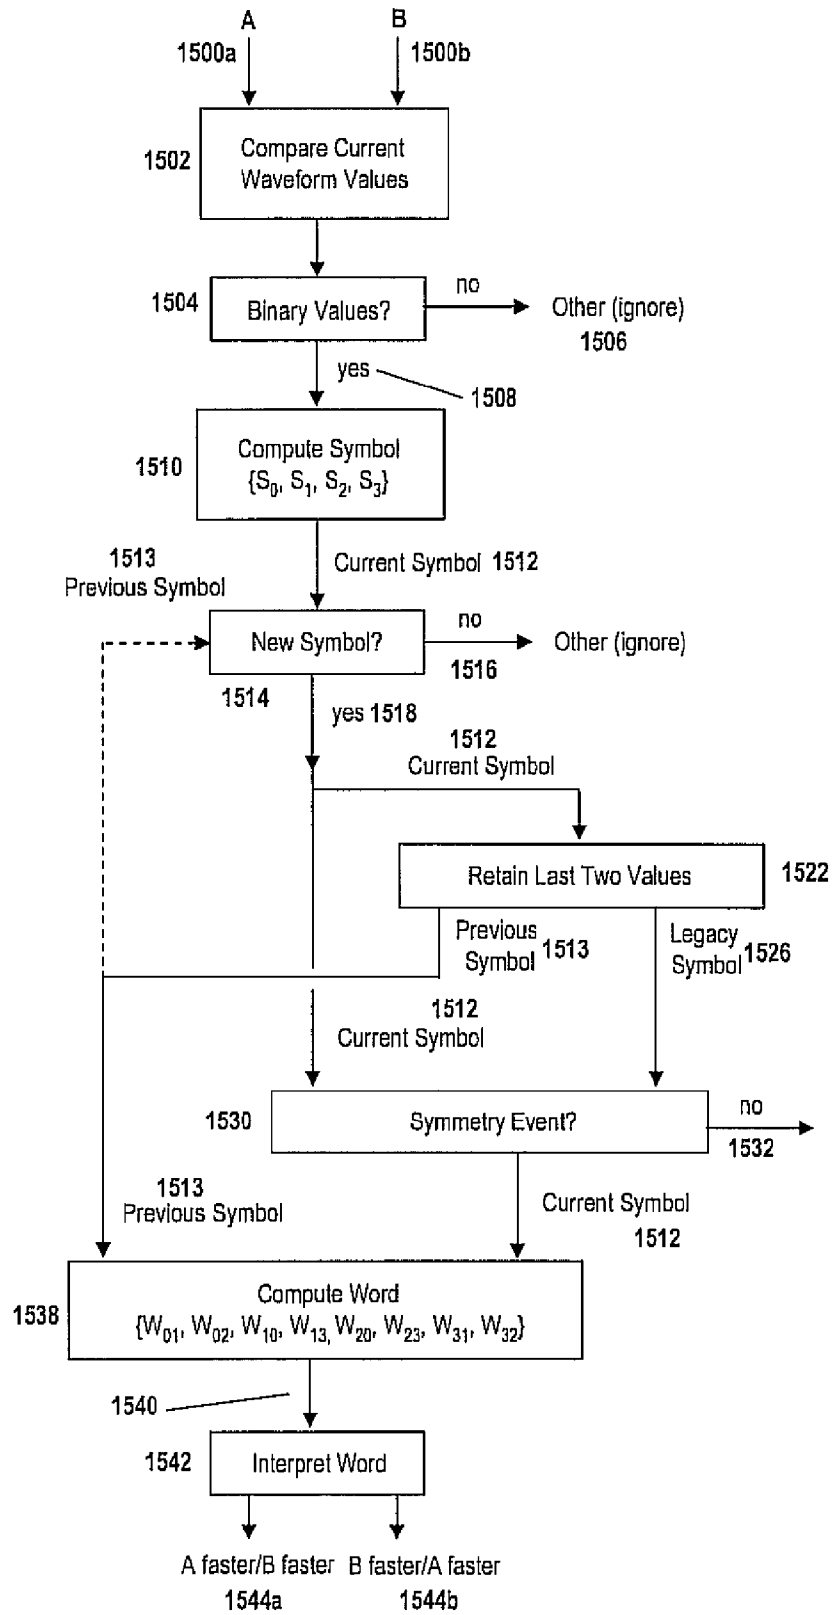 A
B
1500a
1500b
1502
Compare Current
Waveform Values
1504
Binary Values?
no
Other (ignore)
1506
yes
1508
1510
Compute Symbol
{S0, S1, S2, S3}
1513
Previous Symbol
Current Symbol 1512
New Symbol?
no
Other (ignore)
1514
1516
yes 1518
1512
Current Symbol
Retain Last Two Values
1522
Previous
Symbol 1513
Legacy
Symbol 1526
1512
Current Symbol
1530
Symmetry Event?
no
1532
1513
Previous Symbol
Current Symbol
1512
1538
Compute Word
{W01, W02, W10, W13, W20, W23, W31, W32}
1540
1542
Interpret Word
A faster/B faster
1544a
B faster/A faster
1544b